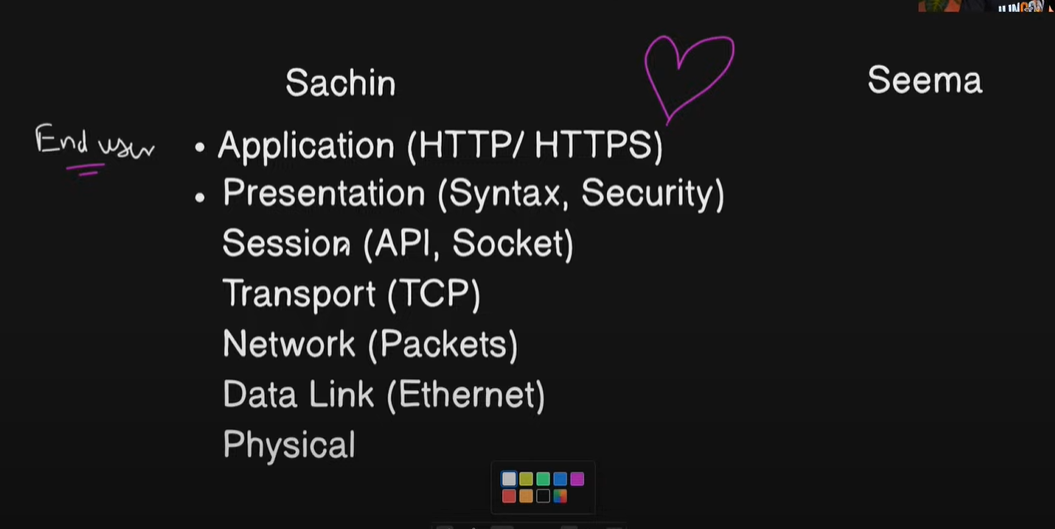 Sachin
Seema
End user
• Application (HTTP/ HTTPS)
• Presentation (Syntax, Security)
Session (API, Socket)
Transport (TCP)
Network (Packets)
Data Link (Ethernet)
Physical